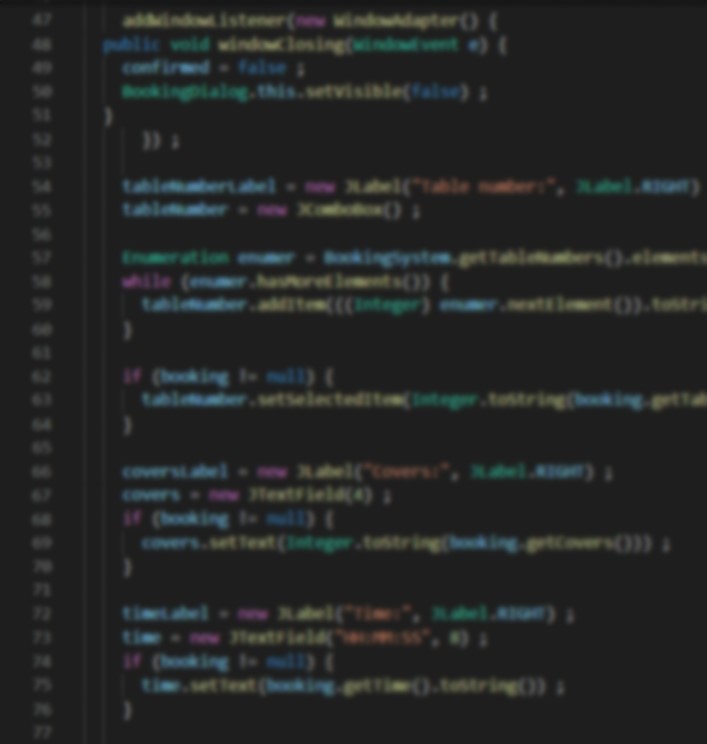 47 addWindowListener(new WindowAdapter() {
48 public void windowClosing(WindowEvent e) {
49 confirmed = false ;
50 BookingDialog.this.setVisible(false) ;
51 }
52 }) ;
53
54 tableNumberLabel = new JLabel("Table number:", JLabel.RIGHT)
55 tableNumber = new JComboBox() ;
56
57 Enumeration enumer = BookingSystem.getTableNumbers().elements
58 while (enumer.hasMoreElements()) {
59 tableNumber.addItem(((Integer) enumer.nextElement()).toStri
60 }
61
62 if (booking != null) {
63 tableNumber.setSelectedItem(Integer.toString(booking.getTab
64 }
65
66 coversLabel = new JLabel("Covers:", JLabel.RIGHT) ;
67 covers = new JTextField(4) ;
68 if (booking != null) {
69 covers.setText(Integer.toString(booking.getCovers())) ;
70 }
71
72 timeLabel = new JLabel("Time:", JLabel.RIGHT) ;
73 time = new JTextField("HH:MM:SS", 8) ;
74 if (booking != null) {
75 time.setText(booking.getTime().toString()) ;
76 }
77